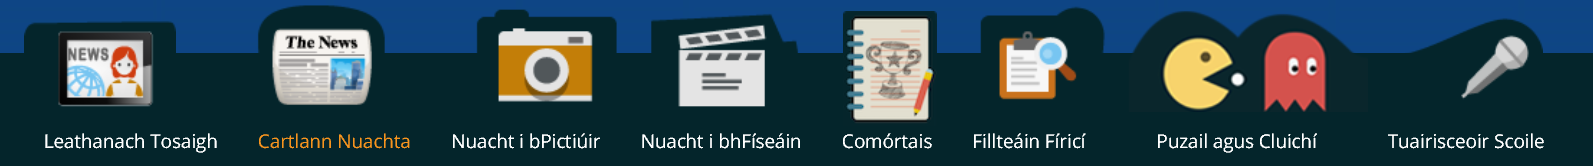 NEWS
The News
Leathanach Tosaigh
Cartlann Nuachta
Nuacht i bPictiúir
Nuacht i bhFíseáin
Comórtais
Fillteáin Fíricí
Puzail agus Cluichí
Tuairisceoir Scoile